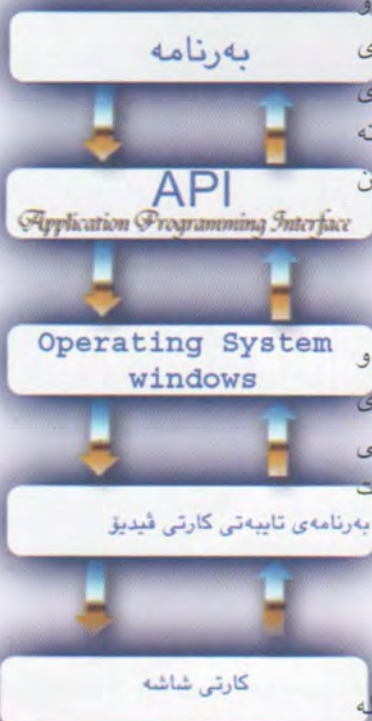 بەرنامە
API
Application Programming Interface
Operating System
windows
بەرنامەی تایبەتی کارتی ڤیدیۆ
کارتی شاشە